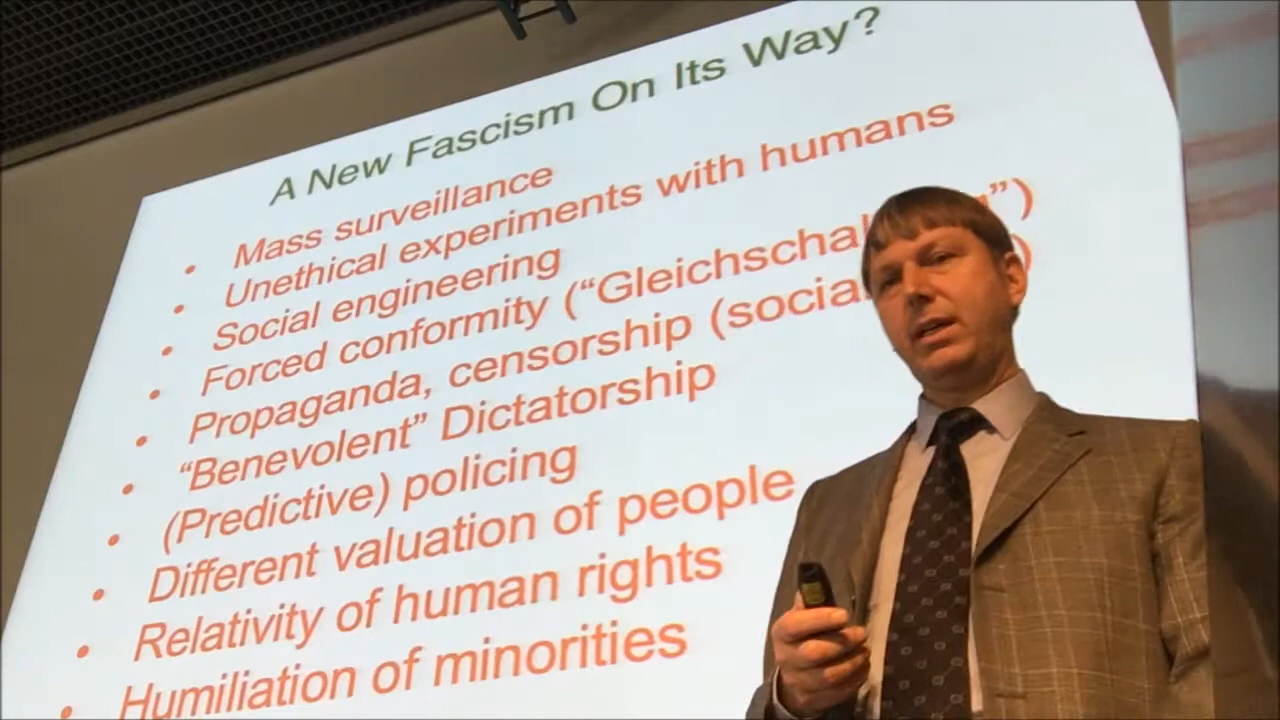 A New Fascism On Its Way?
• Mass surveillance
• Unethical experiments with humans
• Social engineering
• Forced conformity (“Gleichschal ”)
• Propaganda, censorship (social )
• “Benevolent” Dictatorship
• (Predictive) policing
• Different valuation of people
• Relativity of human rights
• Humiliation of minorities